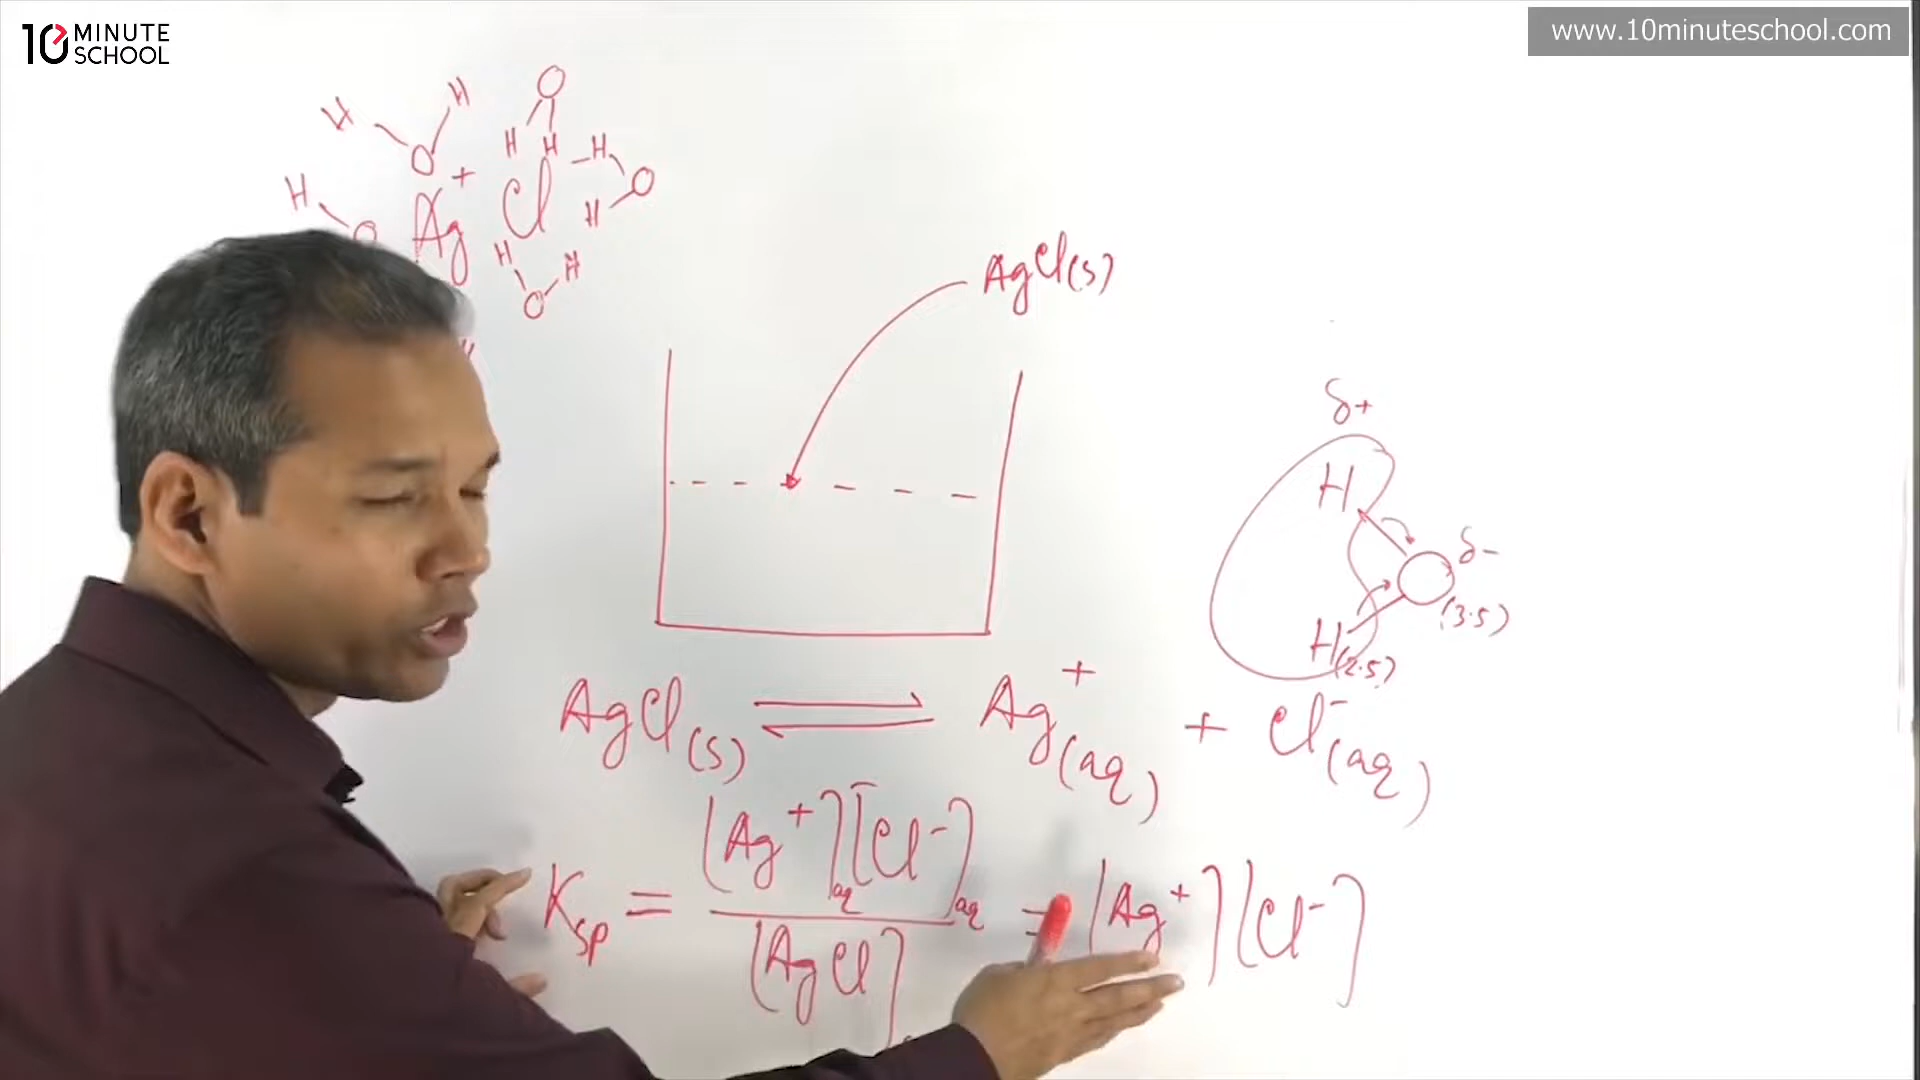 10 MINUTE SCHOOL
www.10minuteschool.com
H H O
O H H H O
Ag+ Cl H
H O H H
O
H
AgCl(s)
δ+
H
δ-
(3.5)
H(2.5)
AgCl(s) ⇌ Ag+(aq) + Cl-(aq)
Ksp = [Ag+]aq[Cl-]aq / [AgCl] = [Ag+][Cl-]